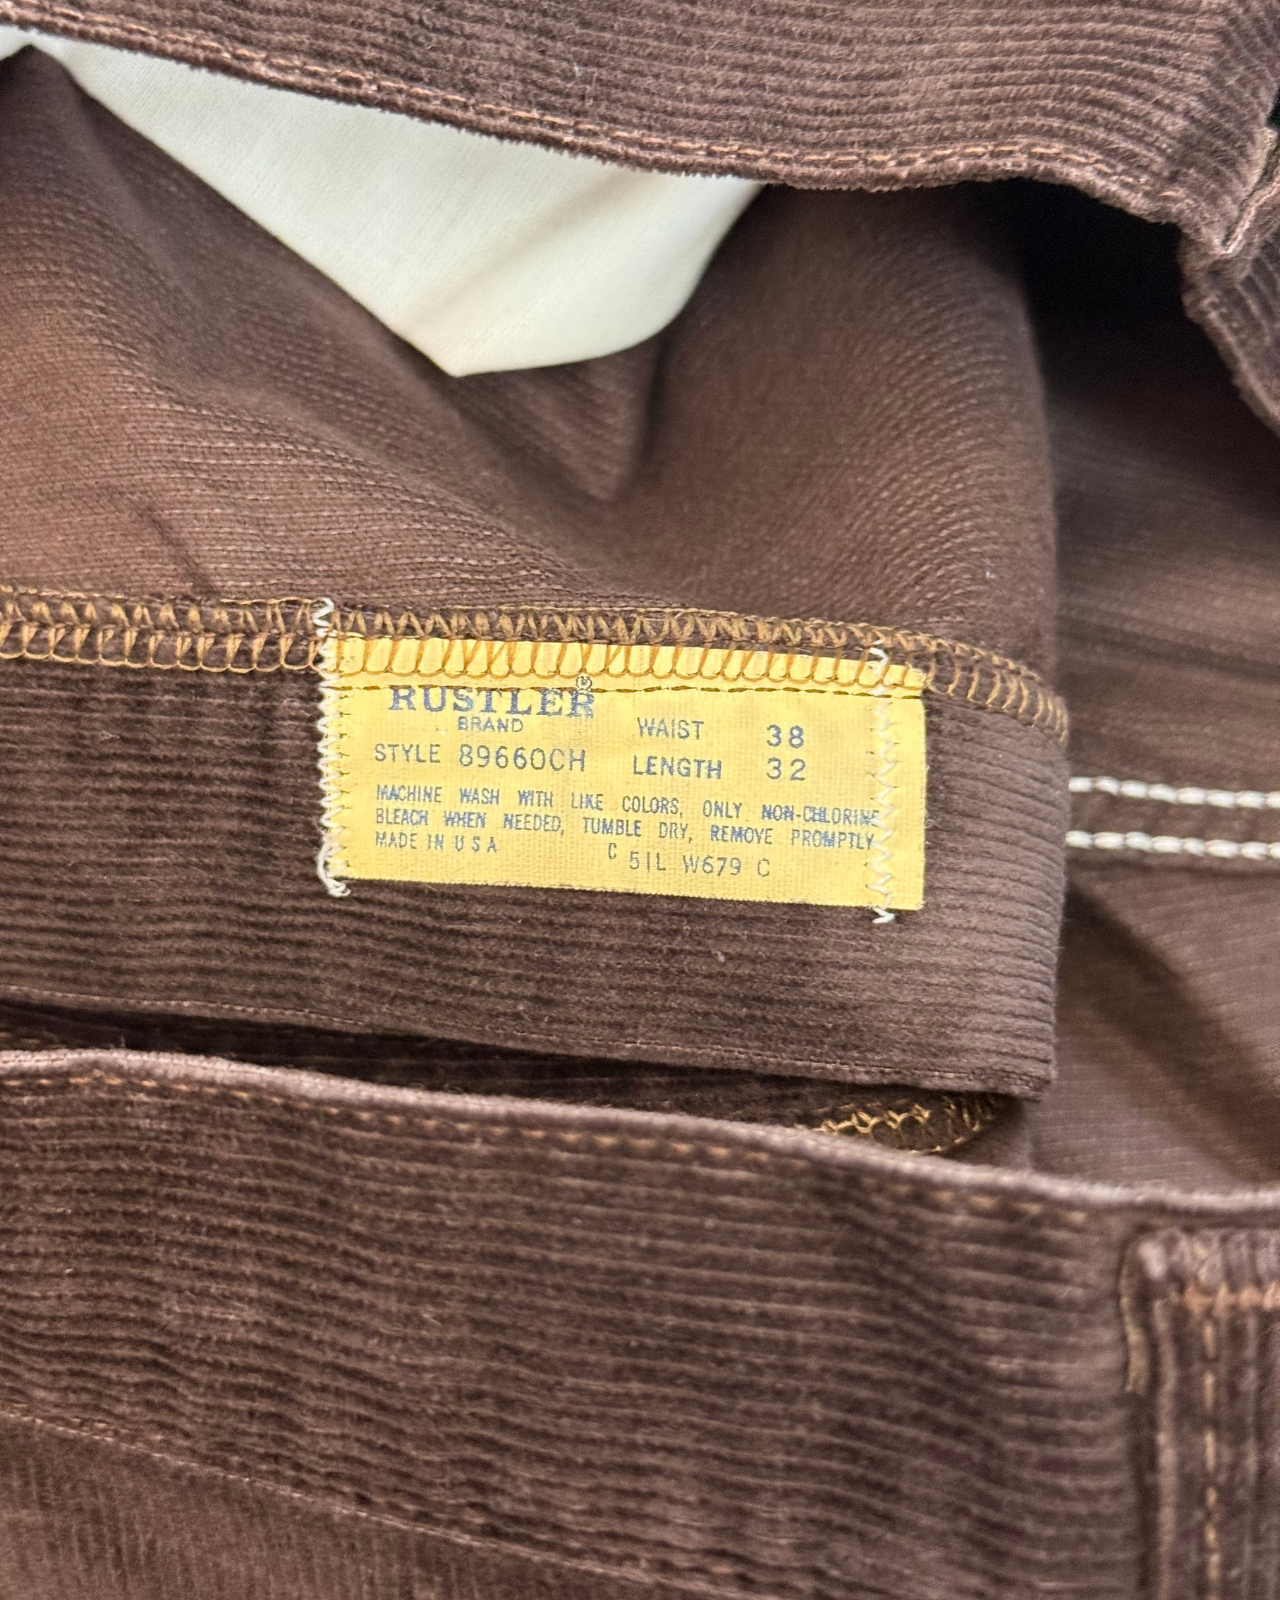 RUSTLER®
BRAND
WAIST 38
STYLE 89660CH
LENGTH 32
MACHINE WASH WITH LIKE COLORS, ONLY NON-CHLORINE
BLEACH WHEN NEEDED, TUMBLE DRY, REMOVE PROMPTLY
MADE IN U S A
C 51L W679 C